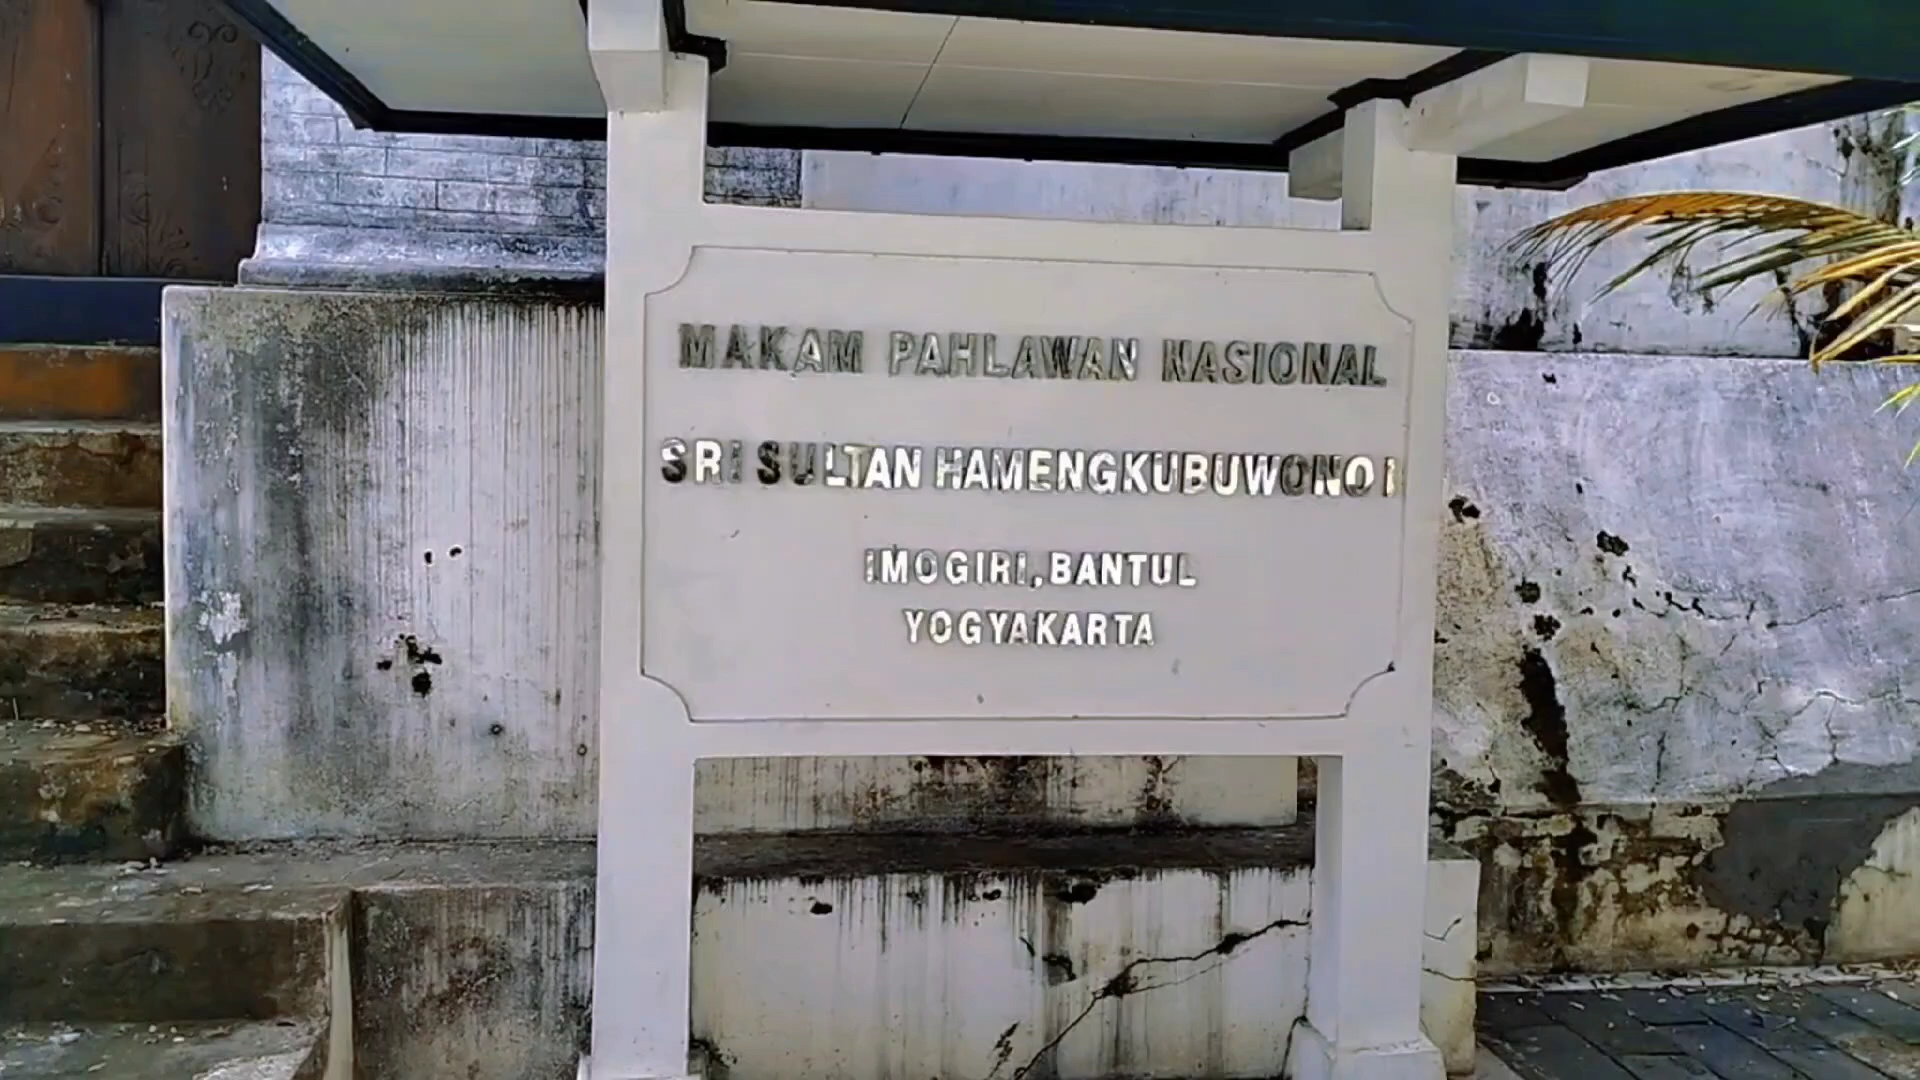 MAKAM PAHLAWAN NASIONAL
SRI SULTAN HAMENGKUBUWONO I
IMOGIRI, BANTUL
YOGYAKARTA